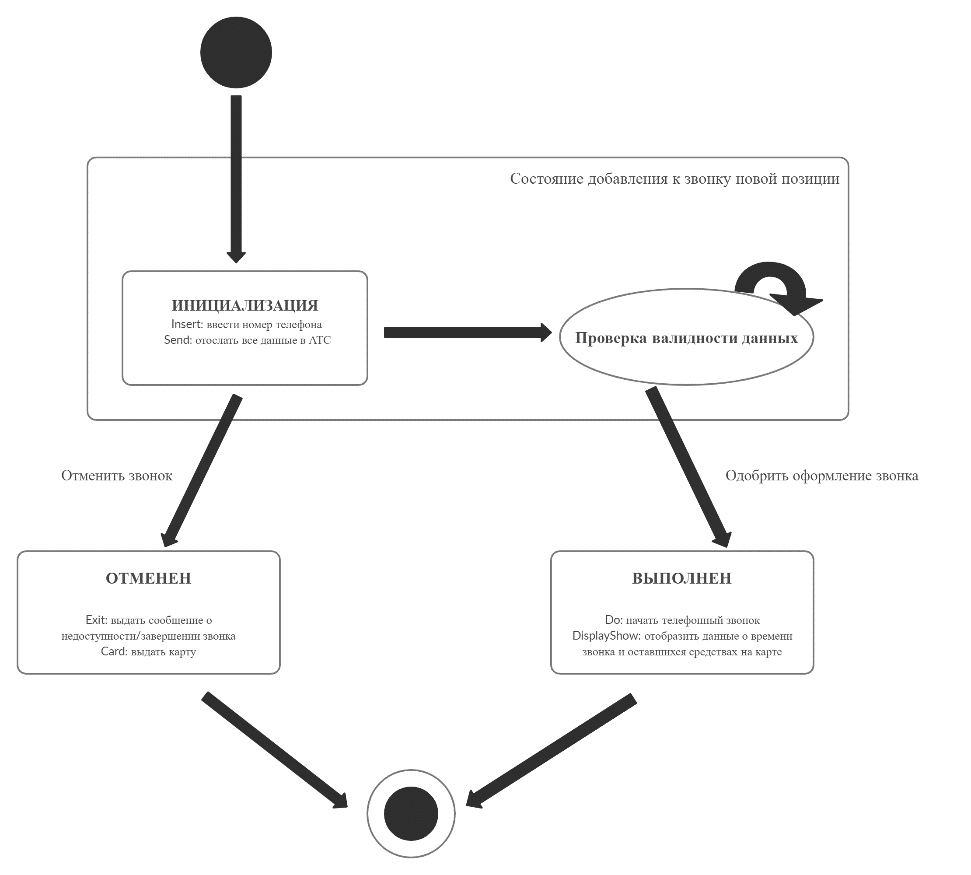 Состояние добавления к звонку новой позиции
ИНИЦИАЛИЗАЦИЯ
Insert: ввести номер телефона
Send: отослать все данные в АТС
Проверка валидности данных
Отменить звонок
Одобрить оформление звонка
ОТМЕНЕН
Exit: выдать сообщение о
недоступности/завершении звонка
Card: выдать карту
ВЫПОЛНЕН
Do: начать телефонный звонок
DisplayShow: отобразить данные о времени
звонка и оставшихся средствах на карте